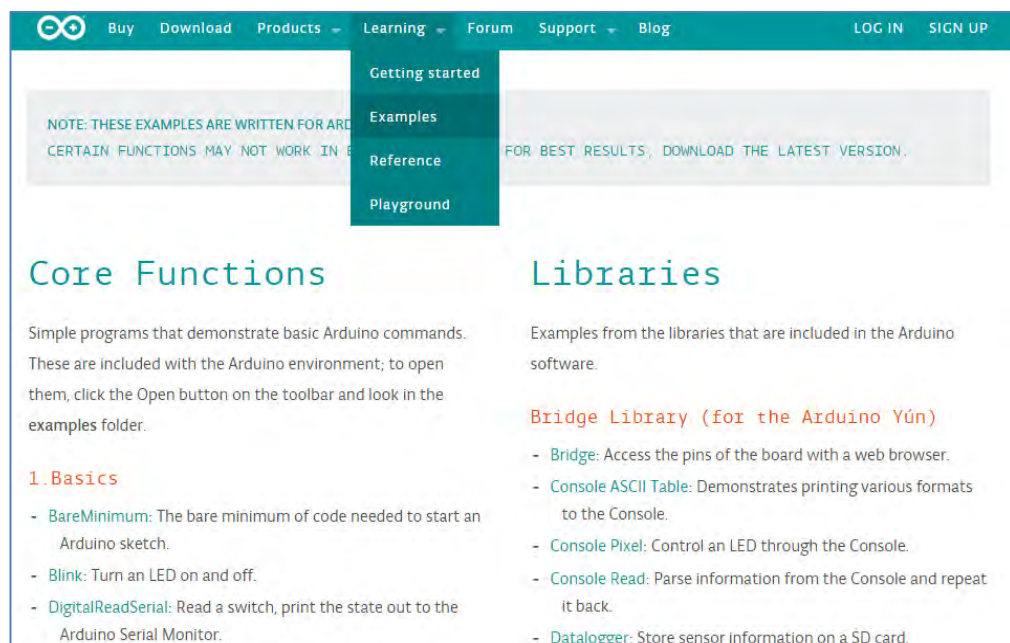 Buy Download Products Learning Forum Support Blog LOG IN SIGN UP
Getting started
Examples
Reference
Playground
NOTE: THESE EXAMPLES ARE WRITTEN FOR
CERTAIN FUNCTIONS MAY NOT WORK IN FOR BEST RESULTS, DOWNLOAD THE LATEST VERSION.
Core Functions
Simple programs that demonstrate basic Arduino commands.
These are included with the Arduino environment; to open
them, click the Open button on the toolbar and look in the
examples folder.
1.Basics
- BareMinimum: The bare minimum of code needed to start an
Arduino sketch.
- Blink: Turn an LED on and off.
- DigitalReadSerial: Read a switch, print the state out to the
Arduino Serial Monitor.
Libraries
Examples from the libraries that are included in the Arduino
software.
Bridge Library (for the Arduino Yún)
- Bridge: Access the pins of the board with a web browser.
- Console ASCII Table: Demonstrates printing various formats
to the Console.
- Console Pixel: Control an LED through the Console.
- Console Read: Parse information from the Console and repeat
it back.
- Datalogger: Store sensor information on a SD card.